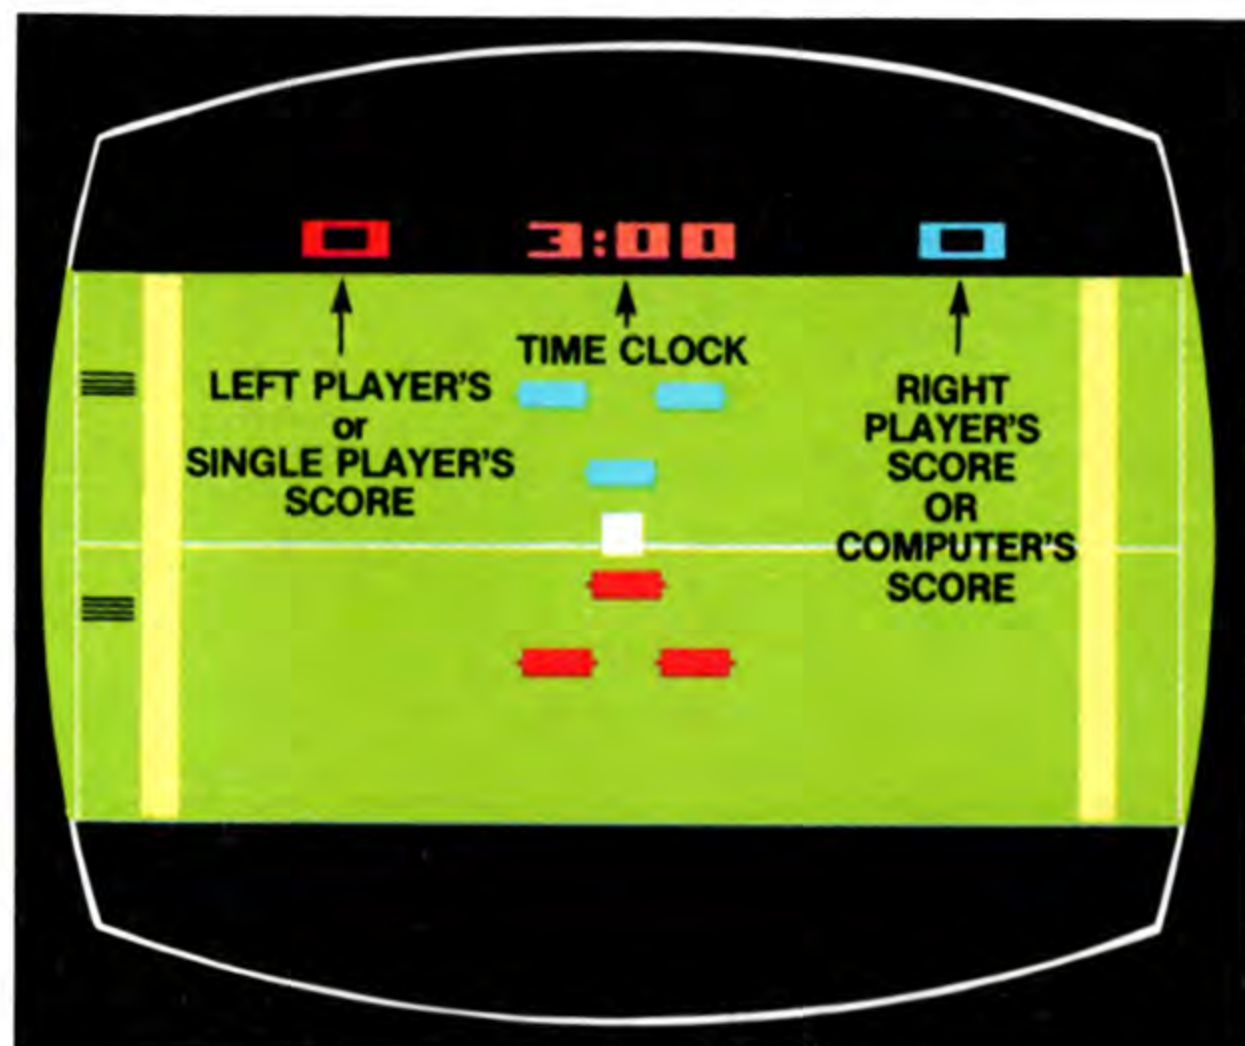 0 3:00 0
TIME CLOCK
LEFT PLAYER'S
or
SINGLE PLAYER'S
SCORE
RIGHT
PLAYER'S
SCORE
OR
COMPUTER'S
SCORE